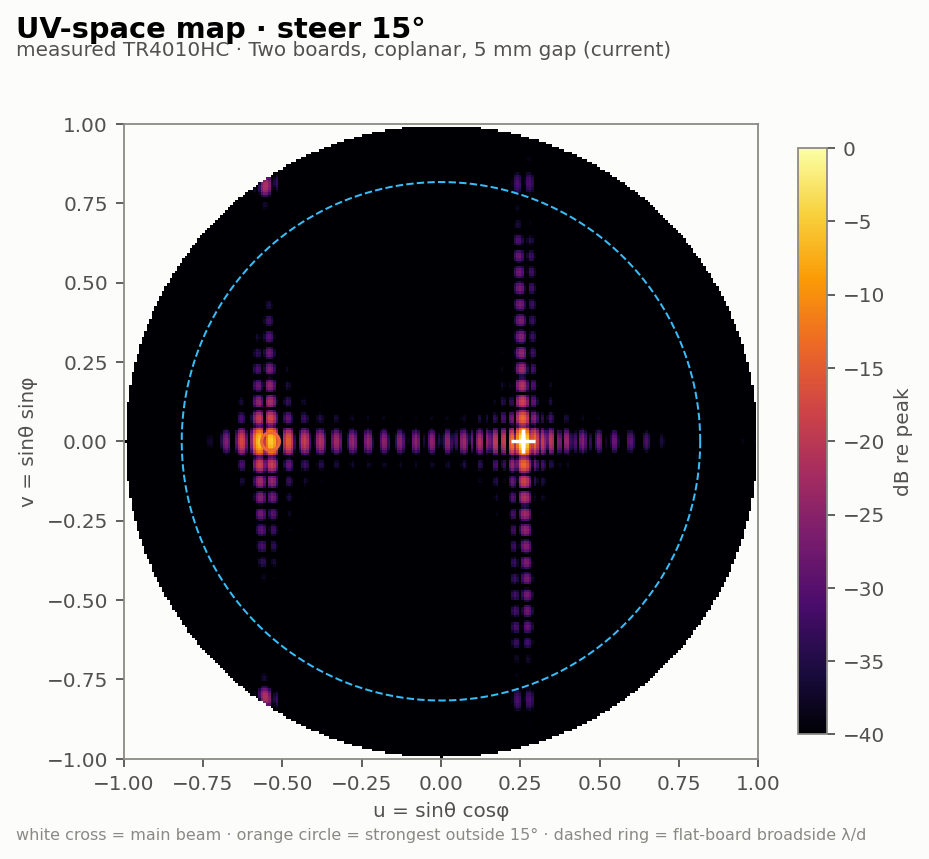 UV-space map · steer 15°
measured TR4010HC · Two boards, coplanar, 5 mm gap (current)
1.00
0.75
0.50
0.25
0.00
−0.25
−0.50
−0.75
−1.00
v = sinθ sinφ
−1.00 −0.75 −0.50 −0.25 0.00 0.25 0.50 0.75 1.00
u = sinθ cosφ
0
−5
−10
−15
−20
−25
−30
−35
−40
dB re peak
white cross = main beam · orange circle = strongest outside 15° · dashed ring = flat-board broadside λ/d